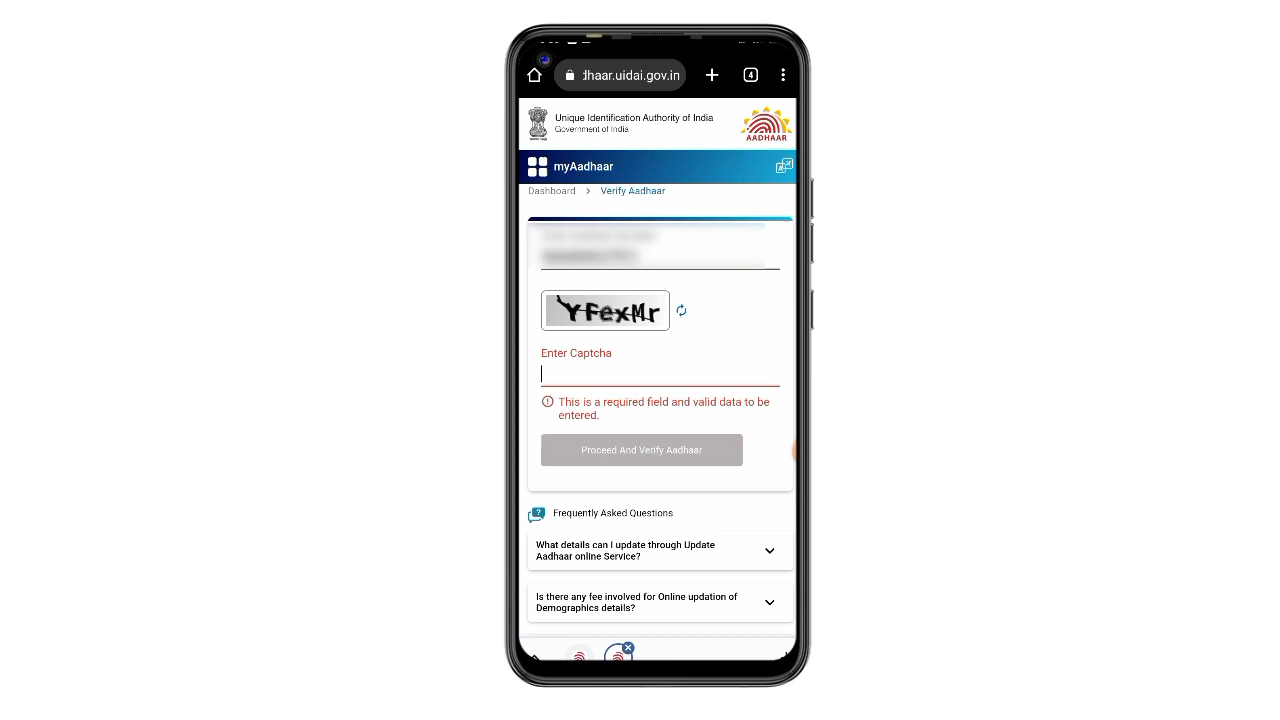 dhaar.uidai.gov.in
4
Unique Identification Authority of India
Government of India
AADHAAR
myAadhaar
Dashboard > Verify Aadhaar
YFexMr
Enter Captcha
This is a required field and valid data to be
entered.
Proceed And Verify Aadhaar
Frequently Asked Questions
What details can I update through Update
Aadhaar online Service?
Is there any fee involved for Online updation of
Demographics details?